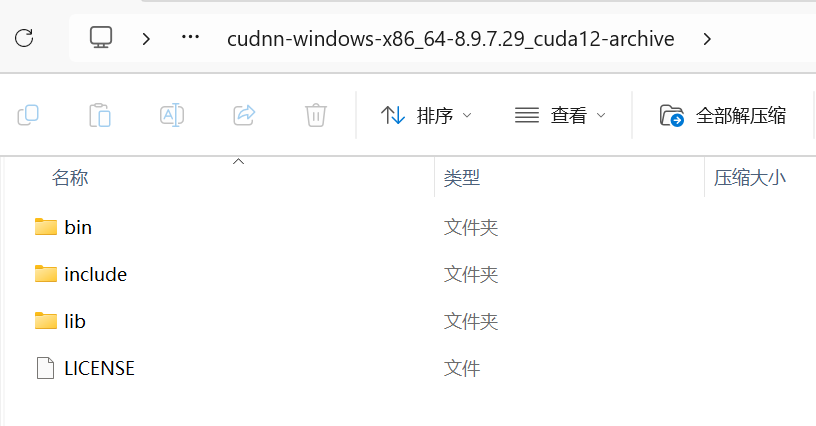 cudnn-windows-x86_64-8.9.7.29_cuda12-archive
排序 查看 全部解压缩
名称 类型 压缩大小
bin 文件夹
include 文件夹
lib 文件夹
LICENSE 文件